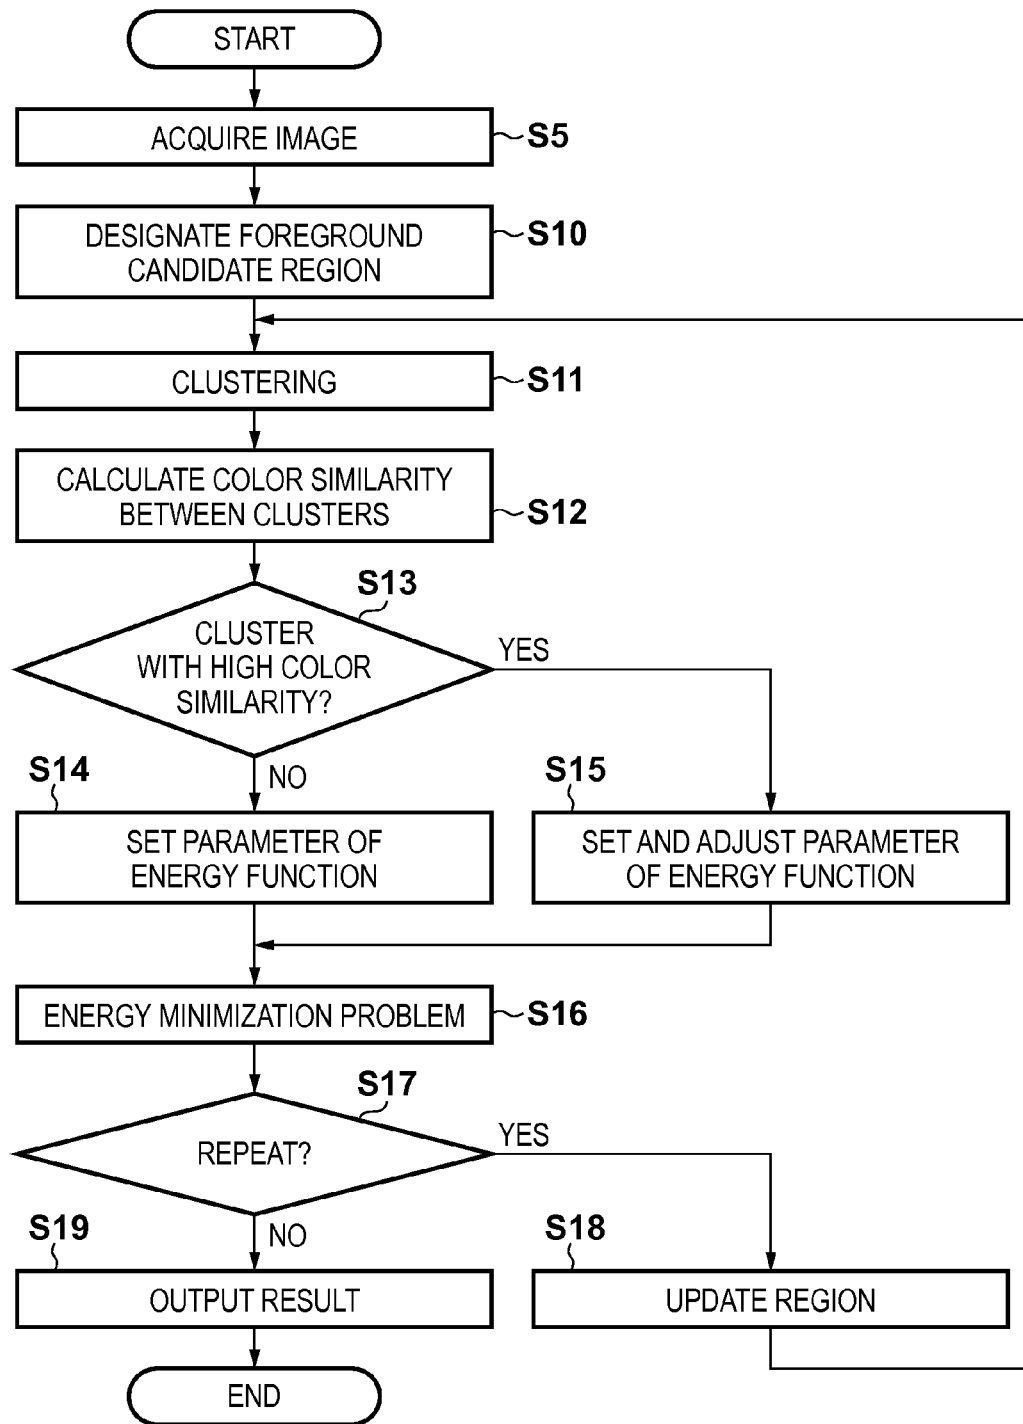 START
ACQUIRE IMAGE
S5
DESIGNATE FOREGROUND
CANDIDATE REGION
S10
CLUSTERING
S11
CALCULATE COLOR SIMILARITY
BETWEEN CLUSTERS
S12
S13
CLUSTER
WITH HIGH COLOR
SIMILARITY?
YES
NO
S14
SET PARAMETER OF
ENERGY FUNCTION
S15
SET AND ADJUST PARAMETER
OF ENERGY FUNCTION
ENERGY MINIMIZATION PROBLEM
S16
S17
REPEAT?
YES
NO
S19
OUTPUT RESULT
S18
UPDATE REGION
END